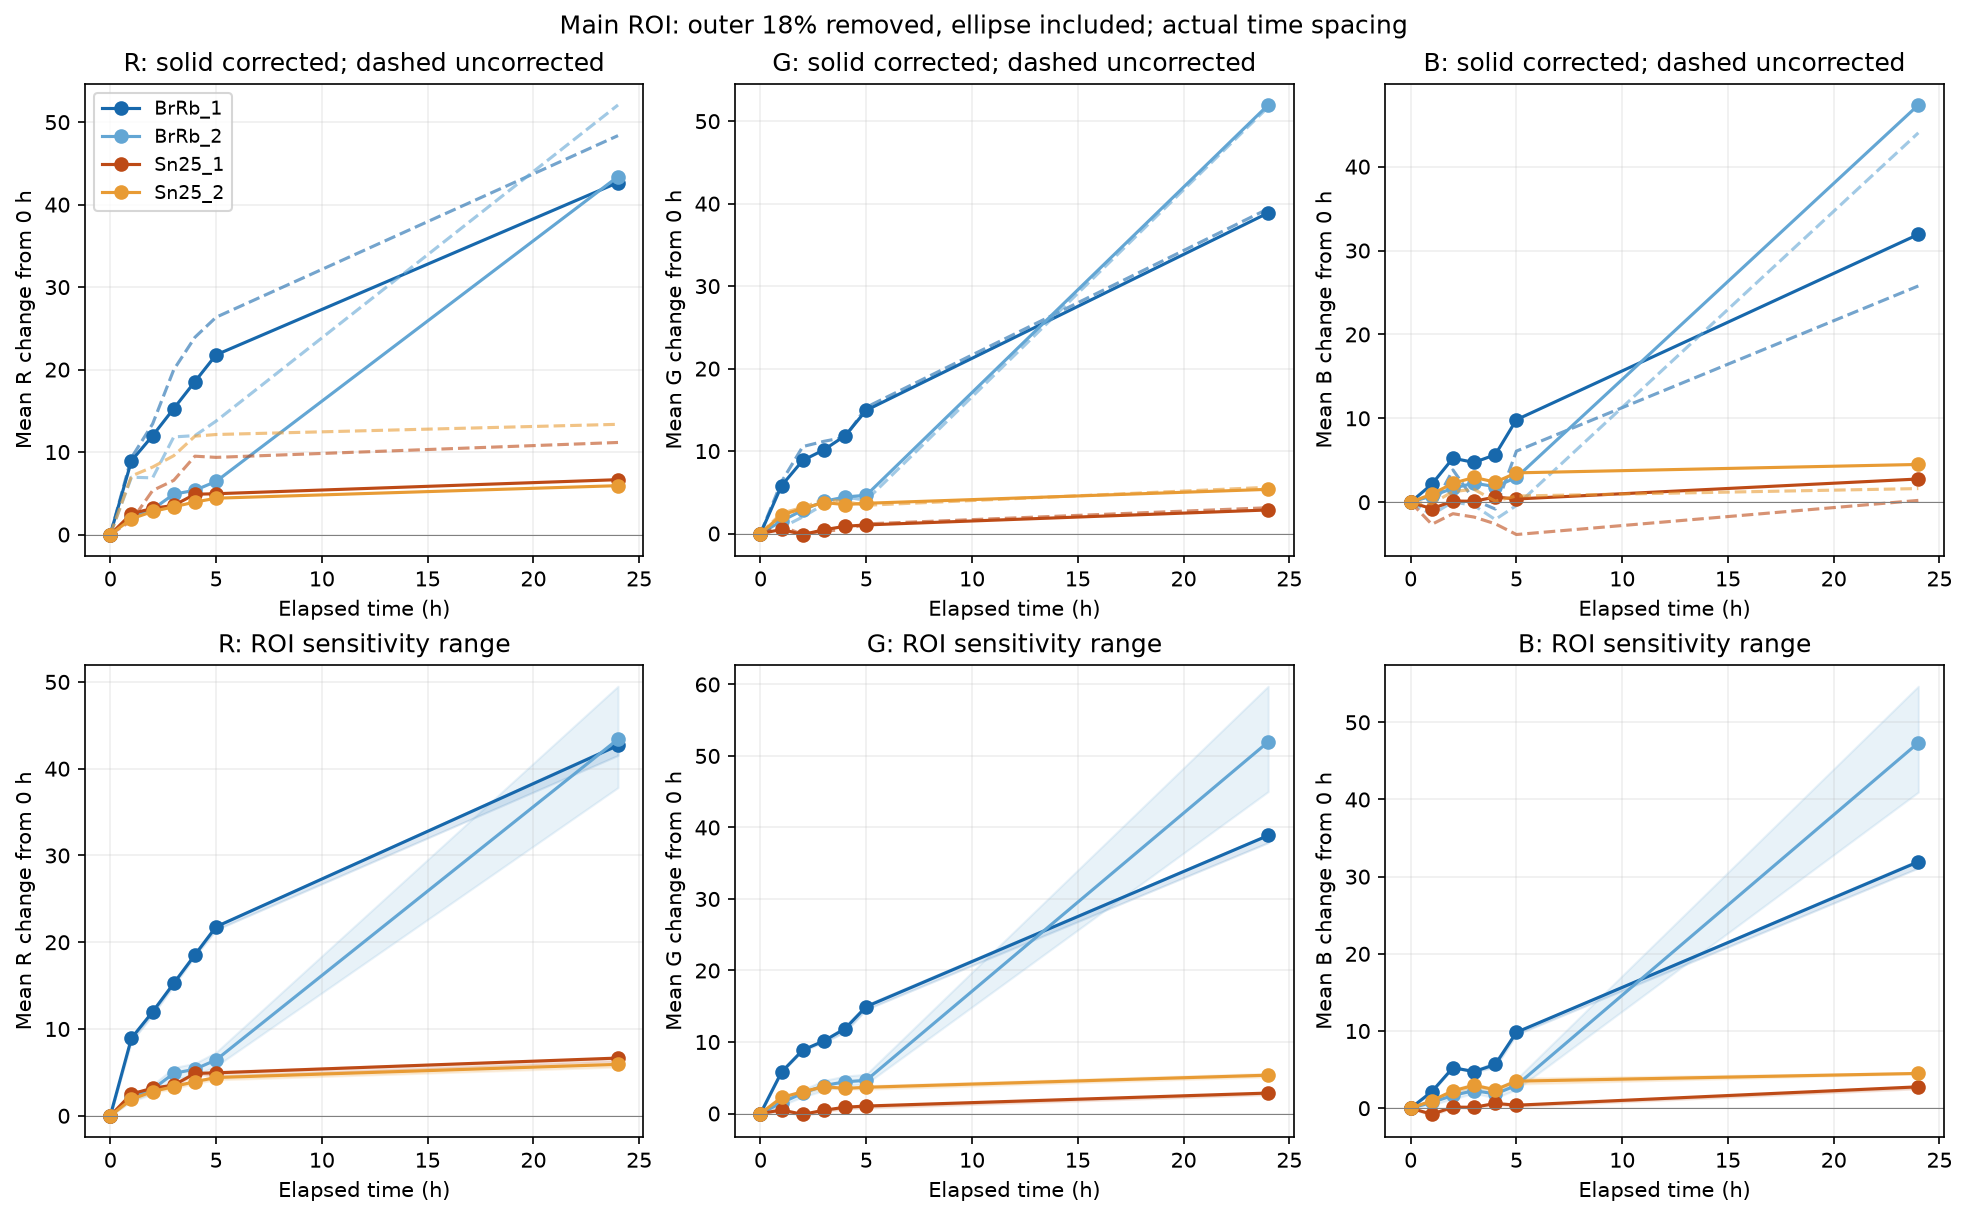 Main ROI: outer 18% removed, ellipse included; actual time spacing
R: solid corrected; dashed uncorrected
G: solid corrected; dashed uncorrected
B: solid corrected; dashed uncorrected
BrRb_1
BrRb_2
Sn25_1
Sn25_2
Mean R change from 0 h
50
40
30
20
10
0
0 5 10 15 20 25
Elapsed time (h)
Mean G change from 0 h
50
40
30
20
10
0
0 5 10 15 20 25
Elapsed time (h)
Mean B change from 0 h
40
30
20
10
0
0 5 10 15 20 25
Elapsed time (h)
R: ROI sensitivity range
G: ROI sensitivity range
B: ROI sensitivity range
Mean R change from 0 h
50
40
30
20
10
0
0 5 10 15 20 25
Elapsed time (h)
Mean G change from 0 h
60
50
40
30
20
10
0
0 5 10 15 20 25
Elapsed time (h)
Mean B change from 0 h
50
40
30
20
10
0
0 5 10 15 20 25
Elapsed time (h)